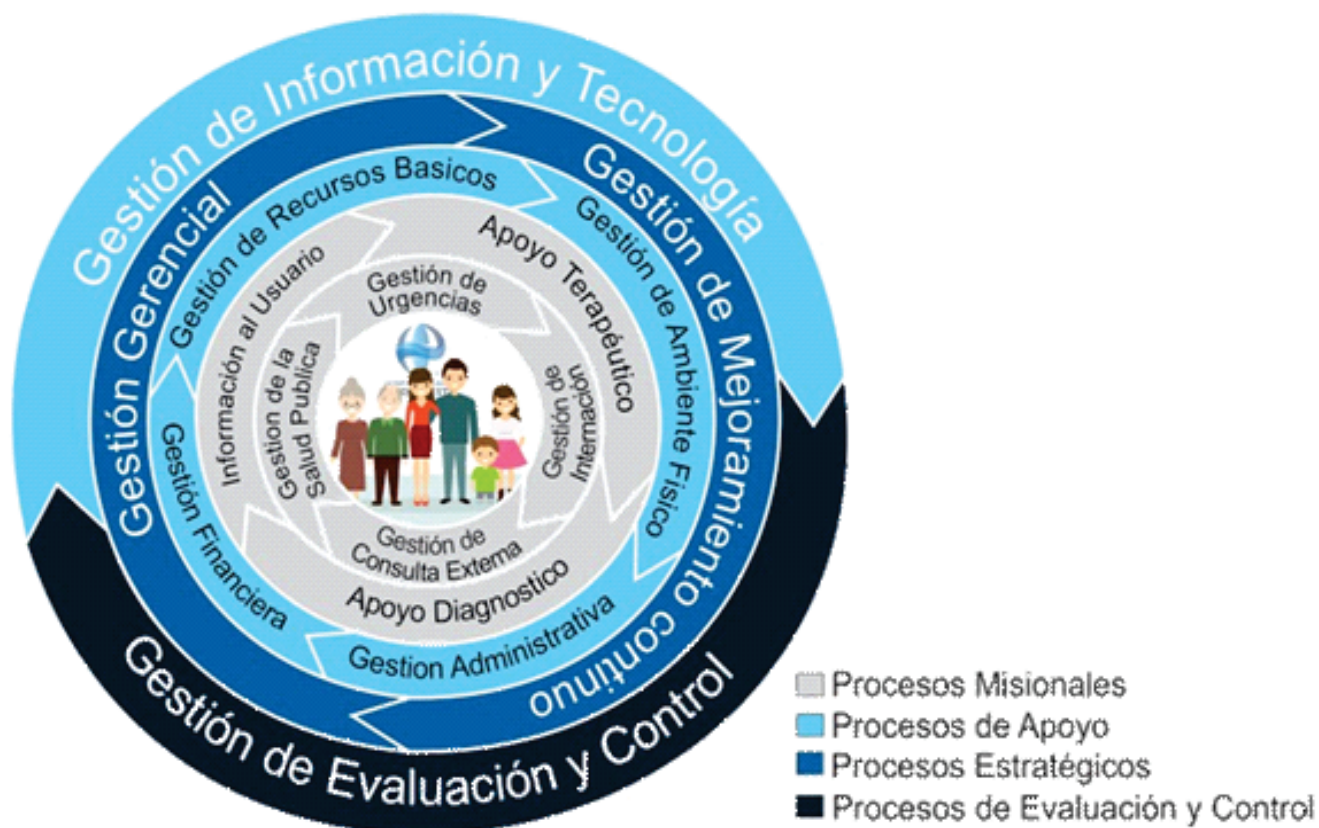 Gestión de Información y Tecnología
Gestión Gerencial
Gestión de Mejoramiento continuo
Gestión de Recursos Basicos
Gestión de Ambiente Fisico
Gestión Financiera
Gestion Administrativa
Información al Usuario
Apoyo Terapéutico
Apoyo Diagnostico
Gestión de
Urgencias
Gestion de la
Salud Publica
Gestión de
Internación
Gestión de
Consulta Externa
Gestión de Evaluación y Control
Procesos Misionales
Procesos de Apoyo
Procesos Estratégicos
Procesos de Evaluación y Control